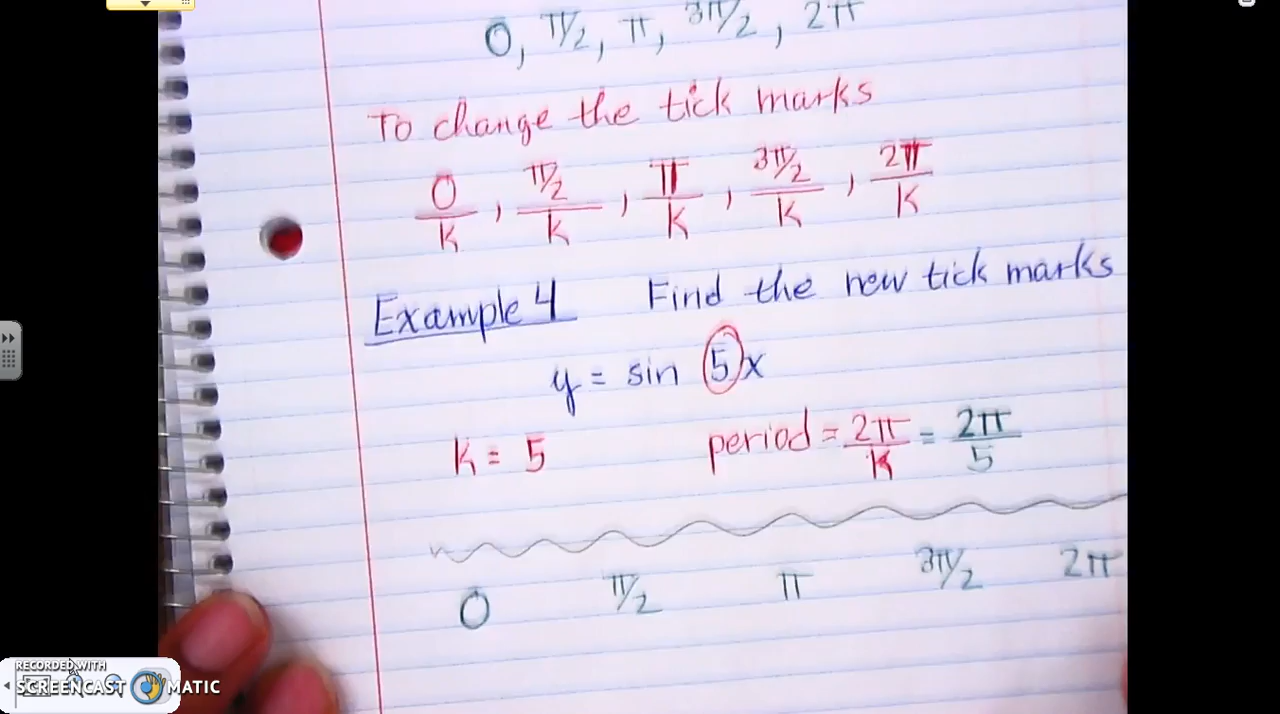 0, π/2, π, 3π/2, 2π
To change the tick marks
0/k, π/2/k, π/k, 3π/2/k, 2π/k
Example 4 Find the new tick marks
y = sin 5x
k = 5 period = 2π/k = 2π/5
0 π/2 π 3π/2 2π
RECORDED WITH
SCREENCAST MATIC